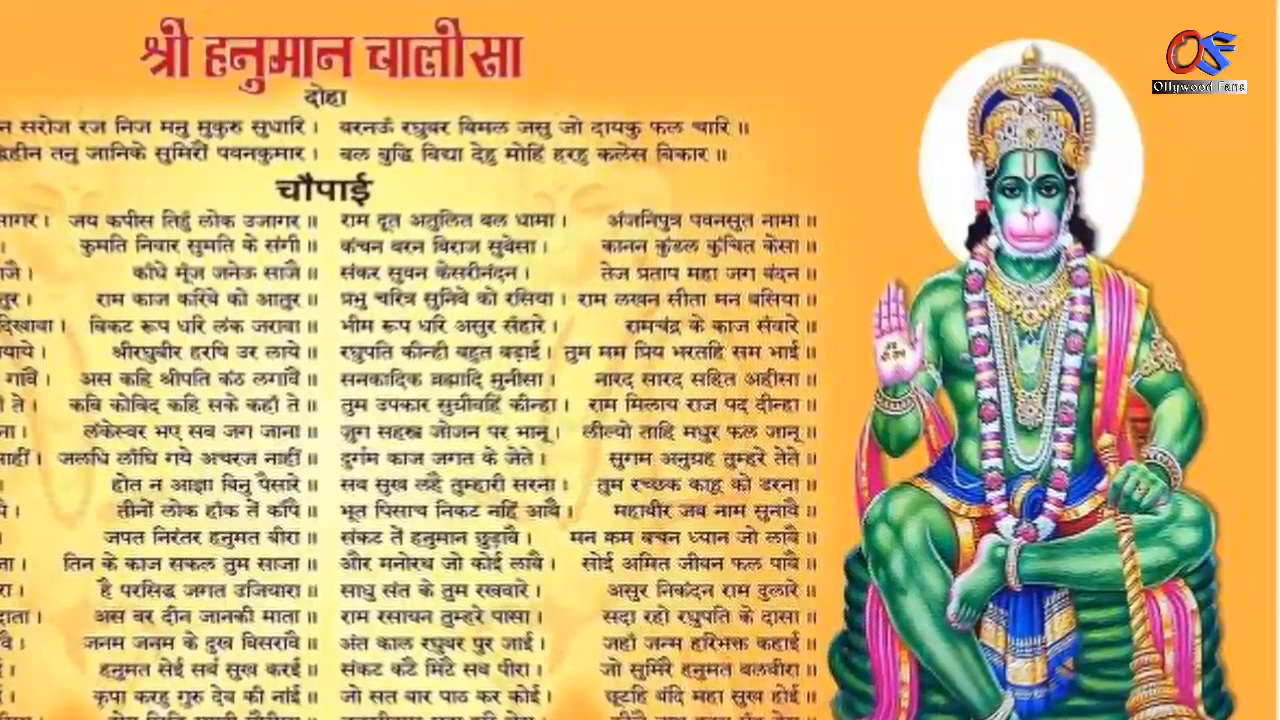 श्री हनुमान चालीसा
Ollywood Fans
दोहा
न सरोज रज निज मनु मुकुरु सुधारि । बरनऊँ रघुबर बिमल जसु जो दायकु फल चारि ॥
द्धिहीन तनु जानिके सुमिरौं पवनकुमार । बल बुद्धि विद्या देहु मोहिं हरहु कलेस बिकार ॥
चौपाई
सागर । जय कपीस तिहुँ लोक उजागर ॥ राम दूत अतुलित बल धामा । अंजनिपुत्र पवनसुत नामा ॥
। कुमति निवार सुमति के संगी ॥ कंचन बरन बिराज सुबेसा । कानन कुंडल कुंचित केसा ॥
ाजै । काँधे मूँज जनेऊ साजै ॥ संकर सुवन केसरीनंदन । तेज प्रताप महा जग बंदन ॥
तुर । राम काज करिबे को आतुर ॥ प्रभु चरित्र सुनिबे को रसिया । राम लखन सीता मन बसिया ॥
दिखावा । बिकट रूप धरि लंक जरावा ॥ भीम रूप धरि असुर सँहारे । रामचंद्र के काज संवारे ॥
याये । श्रीरघुबीर हरषि उर लाये ॥ रघुपति कीन्ही बहुत बड़ाई । तुम मम प्रिय भरतहि सम भाई ॥
गावैं । अस कहि श्रीपति कंठ लगावैं ॥ सनकादिक ब्रह्मादि मुनीसा । नारद सारद सहित अहीसा ॥
ते । कबि कोबिद कहि सके कहाँ ते ॥ तुम उपकार सुग्रीवहिं कीन्हा । राम मिलाय राज पद दीन्हा ॥
ना । लंकेस्वर भए सब जग जाना ॥ जुग सहस्र जोजन पर भानू । लील्यो ताहि मधुर फल जानू ॥
माहीं । जलधि लाँघि गये अचरज नाहीं ॥ दुर्गम काज जगत के जेते । सुगम अनुग्रह तुम्हरे तेते ॥
। होत न आज्ञा बिनु पैसारे ॥ सब सुख लहै तुम्हारी सरना । तुम रच्छक काहू को डरना ॥
पै । तीनों लोक हाँक तें काँपै ॥ भूत पिसाच निकट नहिं आवै । महाबीर जब नाम सुनावै ॥
। जपत निरंतर हनुमत बीरा ॥ संकट तें हनुमान छुड़ावै । मन क्रम बचन ध्यान जो लावै ॥
जा । तिन के काज सकल तुम साजा ॥ और मनोरथ जो कोई लावै । सोई अमित जीवन फल पावै ॥
रा । है परसिद्ध जगत उजियारा ॥ साधु संत के तुम रखवारे । असुर निकंदन राम दुलारे ॥
दाता । अस बर दीन जानकी माता ॥ राम रसायन तुम्हरे पासा । सदा रहो रघुपति के दासा ॥
वै । जनम जनम के दुख बिसरावै ॥ अंत काल रघुबर पुर जाई । जहाँ जन्म हरिभक्त कहाई ॥
। हनुमत सेई सर्ब सुख करई ॥ संकट कटै मिटै सब पीरा । जो सुमिरै हनुमत बलबीरा ॥
। कृपा करहु गुरु देव की नाँई ॥ जो सत बार पाठ कर कोई । छूटहि बंदि महा सुख होई ॥